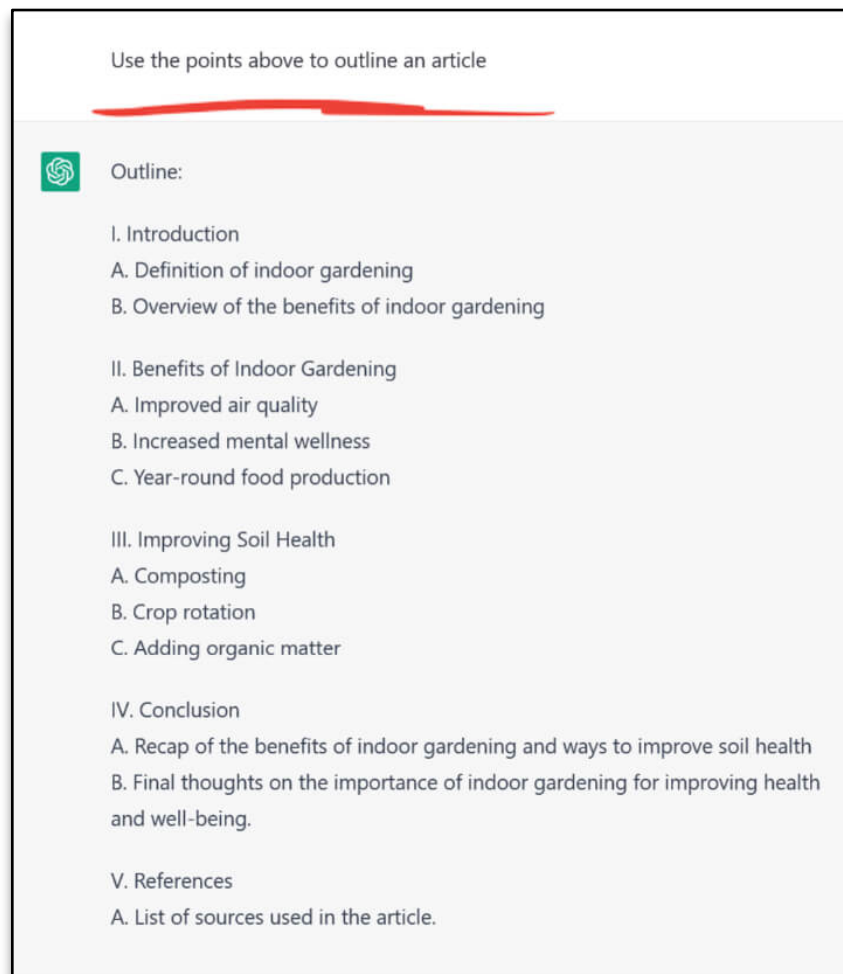 Use the points above to outline an article
Outline:
I. Introduction
A. Definition of indoor gardening
B. Overview of the benefits of indoor gardening
II. Benefits of Indoor Gardening
A. Improved air quality
B. Increased mental wellness
C. Year-round food production
III. Improving Soil Health
A. Composting
B. Crop rotation
C. Adding organic matter
IV. Conclusion
A. Recap of the benefits of indoor gardening and ways to improve soil health
B. Final thoughts on the importance of indoor gardening for improving health
and well-being.
V. References
A. List of sources used in the article.